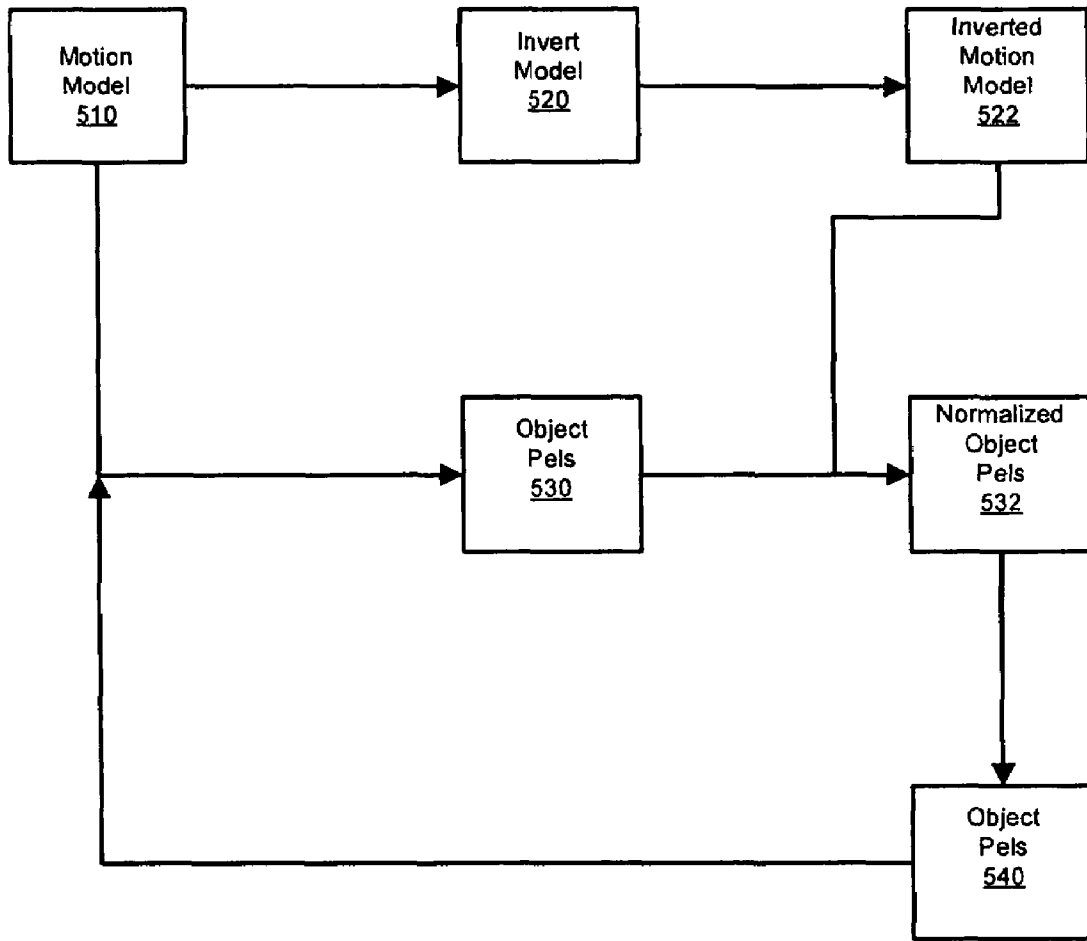 Motion
Model
510
Invert
Model
520
Inverted
Motion
Model
522
Object
Pels
530
Normalized
Object
Pels
532
Object
Pels
540